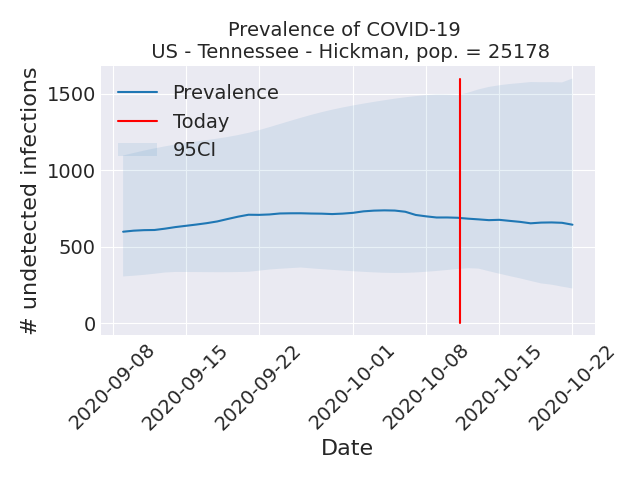 Prevalence of COVID-19
US - Tennessee - Hickman, pop. = 25178
# undetected infections
1500
1000
500
0
Prevalence
Today
95CI
2020-09-08
2020-09-15
2020-09-22
2020-10-01
2020-10-08
2020-10-15
2020-10-22
Date